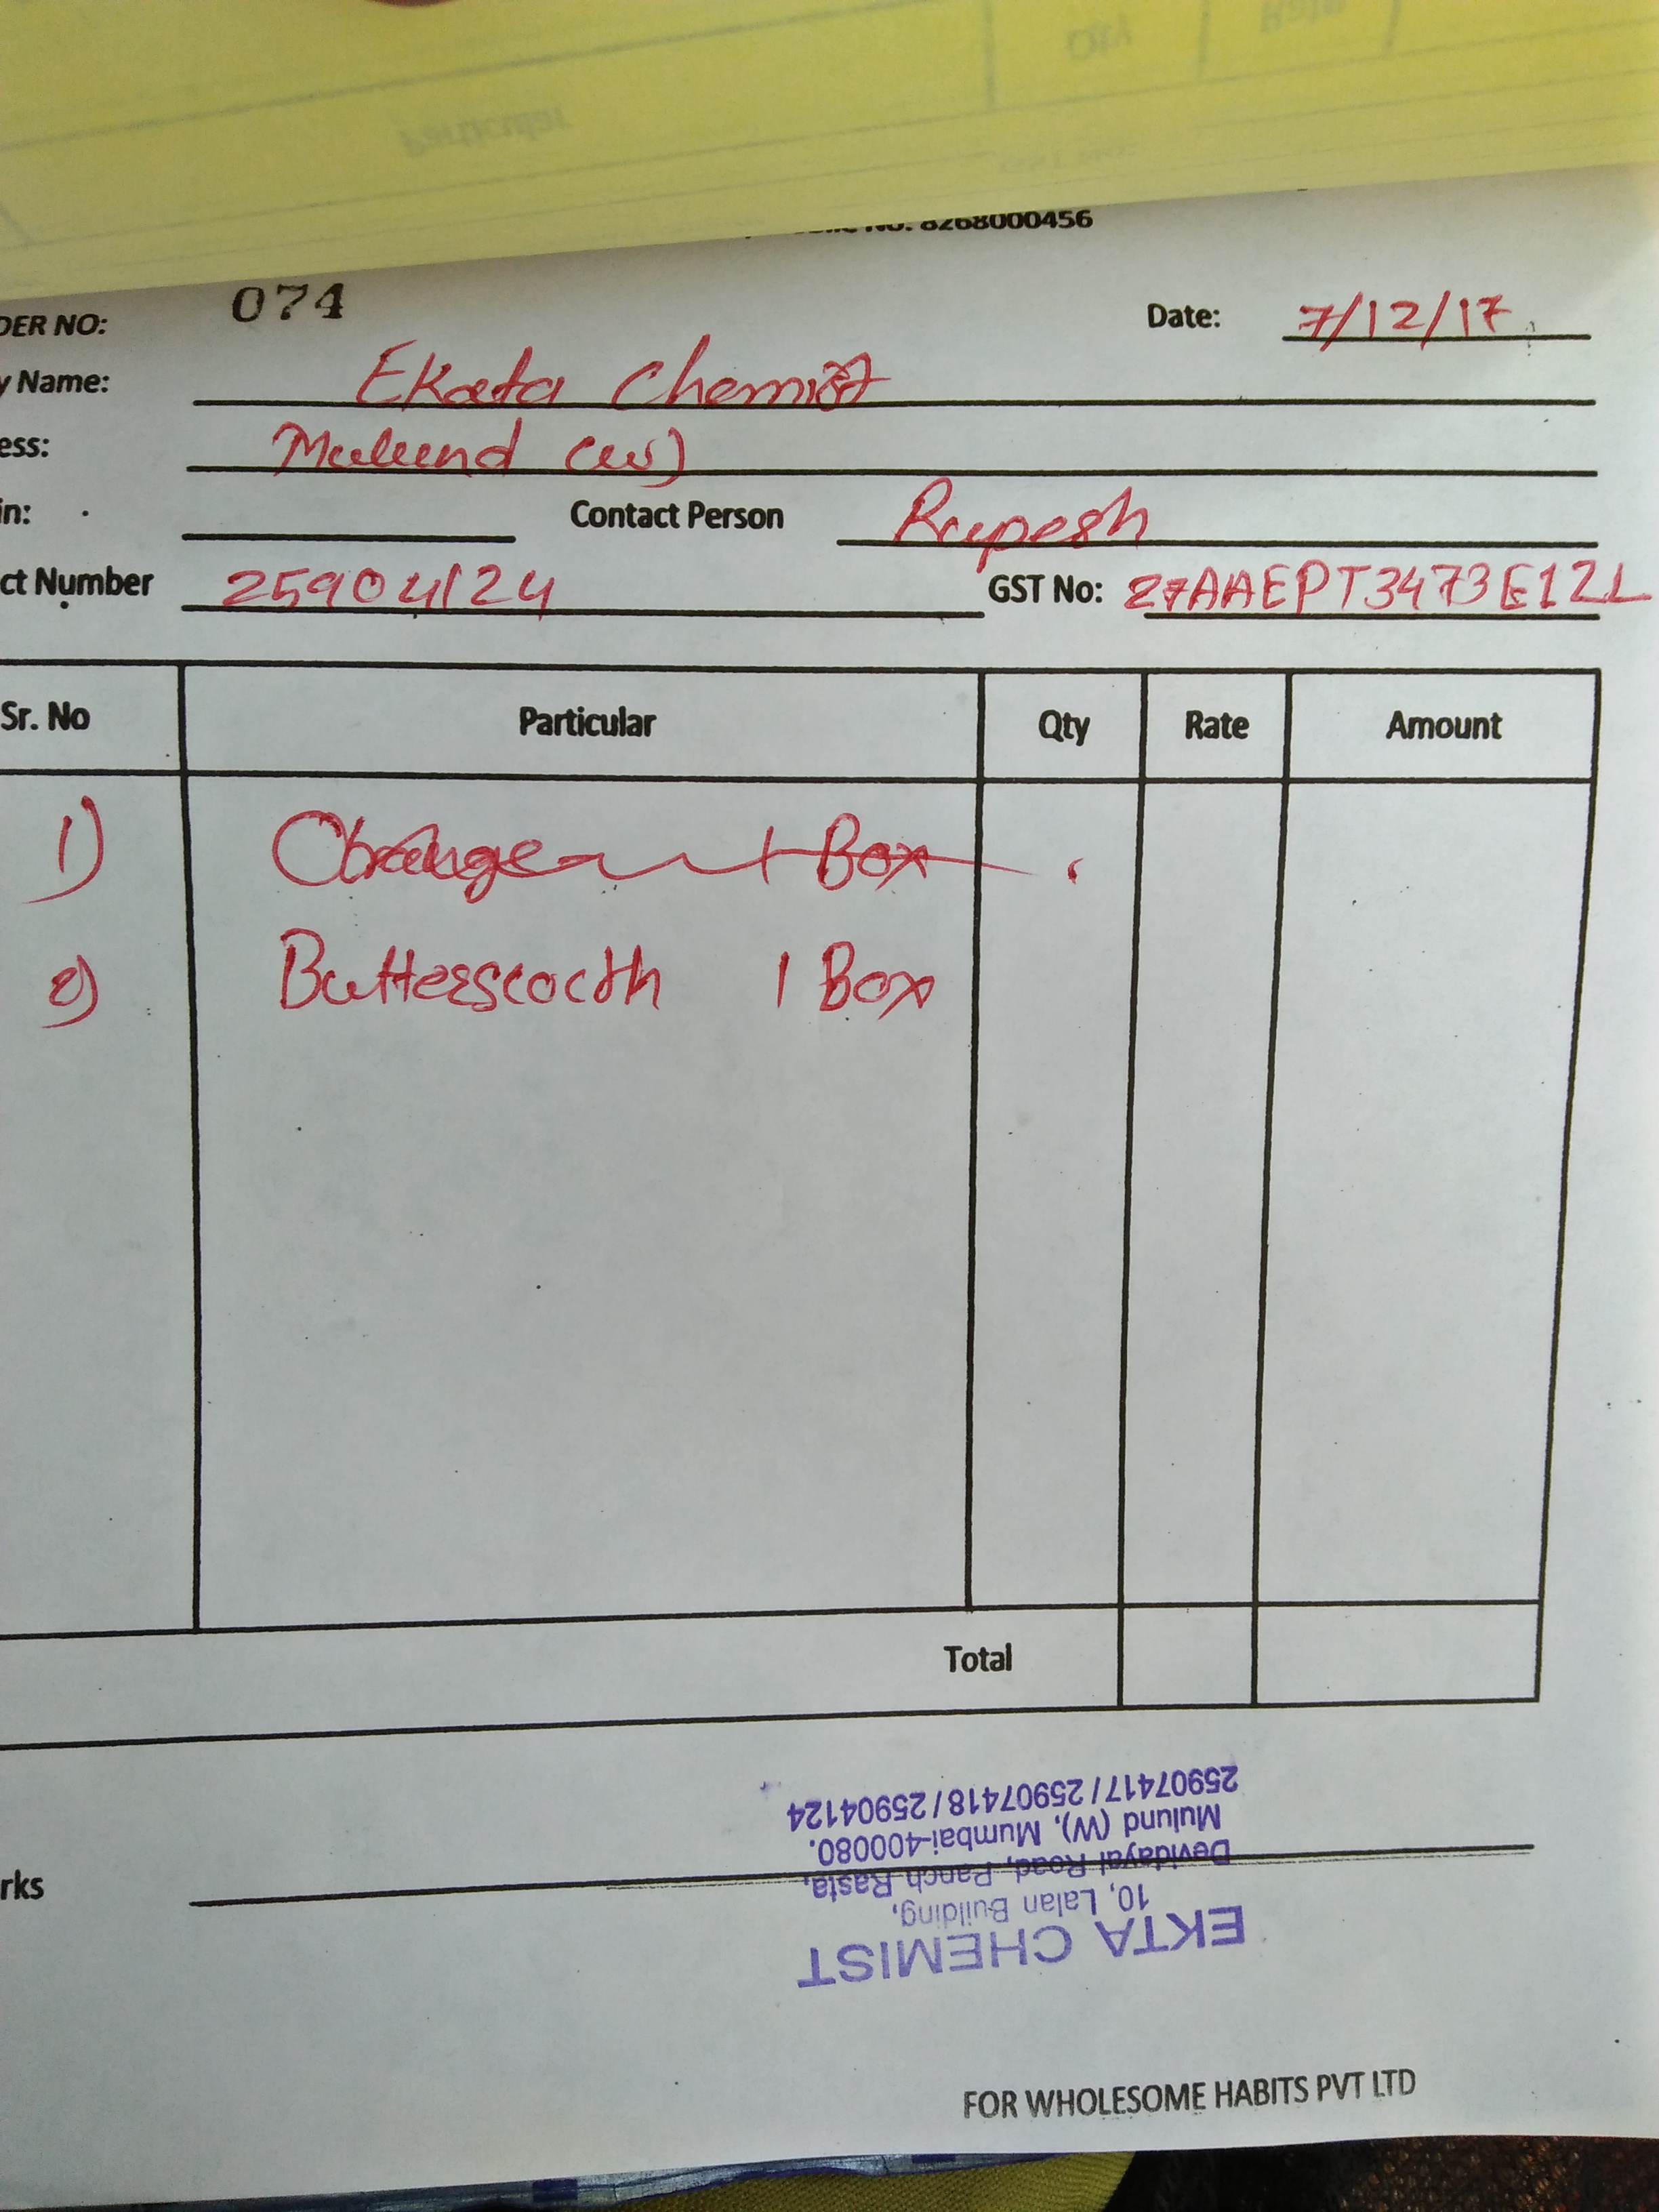 8268000456
DER NO: 074 Date: 7/12/17
y Name: Ekata Chemist
ess: Mulund (w)
in: Contact Person Rupesh
ct Number 25904124 GST No: 27AAEPT3473E1ZL
Sr. No Particular Qty Rate Amount
1) Orange 1 Box
2) Butterscocth 1 Box
Total
rks
EKTA CHEMIST
10, Lalan Building,
Devidayal Road, Panch Rasta,
Mulund (W), Mumbai-400080.
25907417 / 25907418 / 25904124
FOR WHOLESOME HABITS PVT LTD